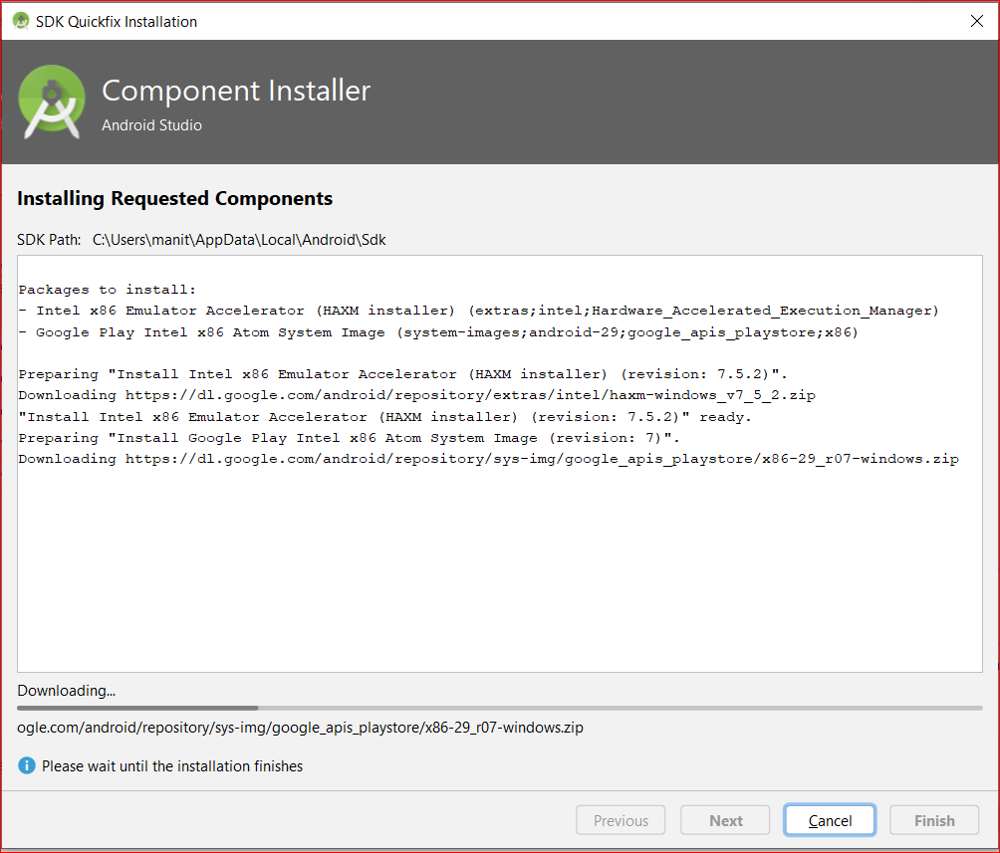 SDK Quickfix Installation
Component Installer
Android Studio
Installing Requested Components
SDK Path: C:\Users\manit\AppData\Local\Android\Sdk
Packages to install:
- Intel x86 Emulator Accelerator (HAXM installer) (extras;intel;Hardware_Accelerated_Execution_Manager)
- Google Play Intel x86 Atom System Image (system-images;android-29;google_apis_playstore;x86)
Preparing "Install Intel x86 Emulator Accelerator (HAXM installer) (revision: 7.5.2)".
Downloading https://dl.google.com/android/repository/extras/intel/haxm-windows_v7_5_2.zip
"Install Intel x86 Emulator Accelerator (HAXM installer) (revision: 7.5.2)" ready.
Preparing "Install Google Play Intel x86 Atom System Image (revision: 7)".
Downloading https://dl.google.com/android/repository/sys-img/google_apis_playstore/x86-29_r07-windows.zip
Downloading...
ogle.com/android/repository/sys-img/google_apis_playstore/x86-29_r07-windows.zip
Please wait until the installation finishes
Previous Next Cancel Finish